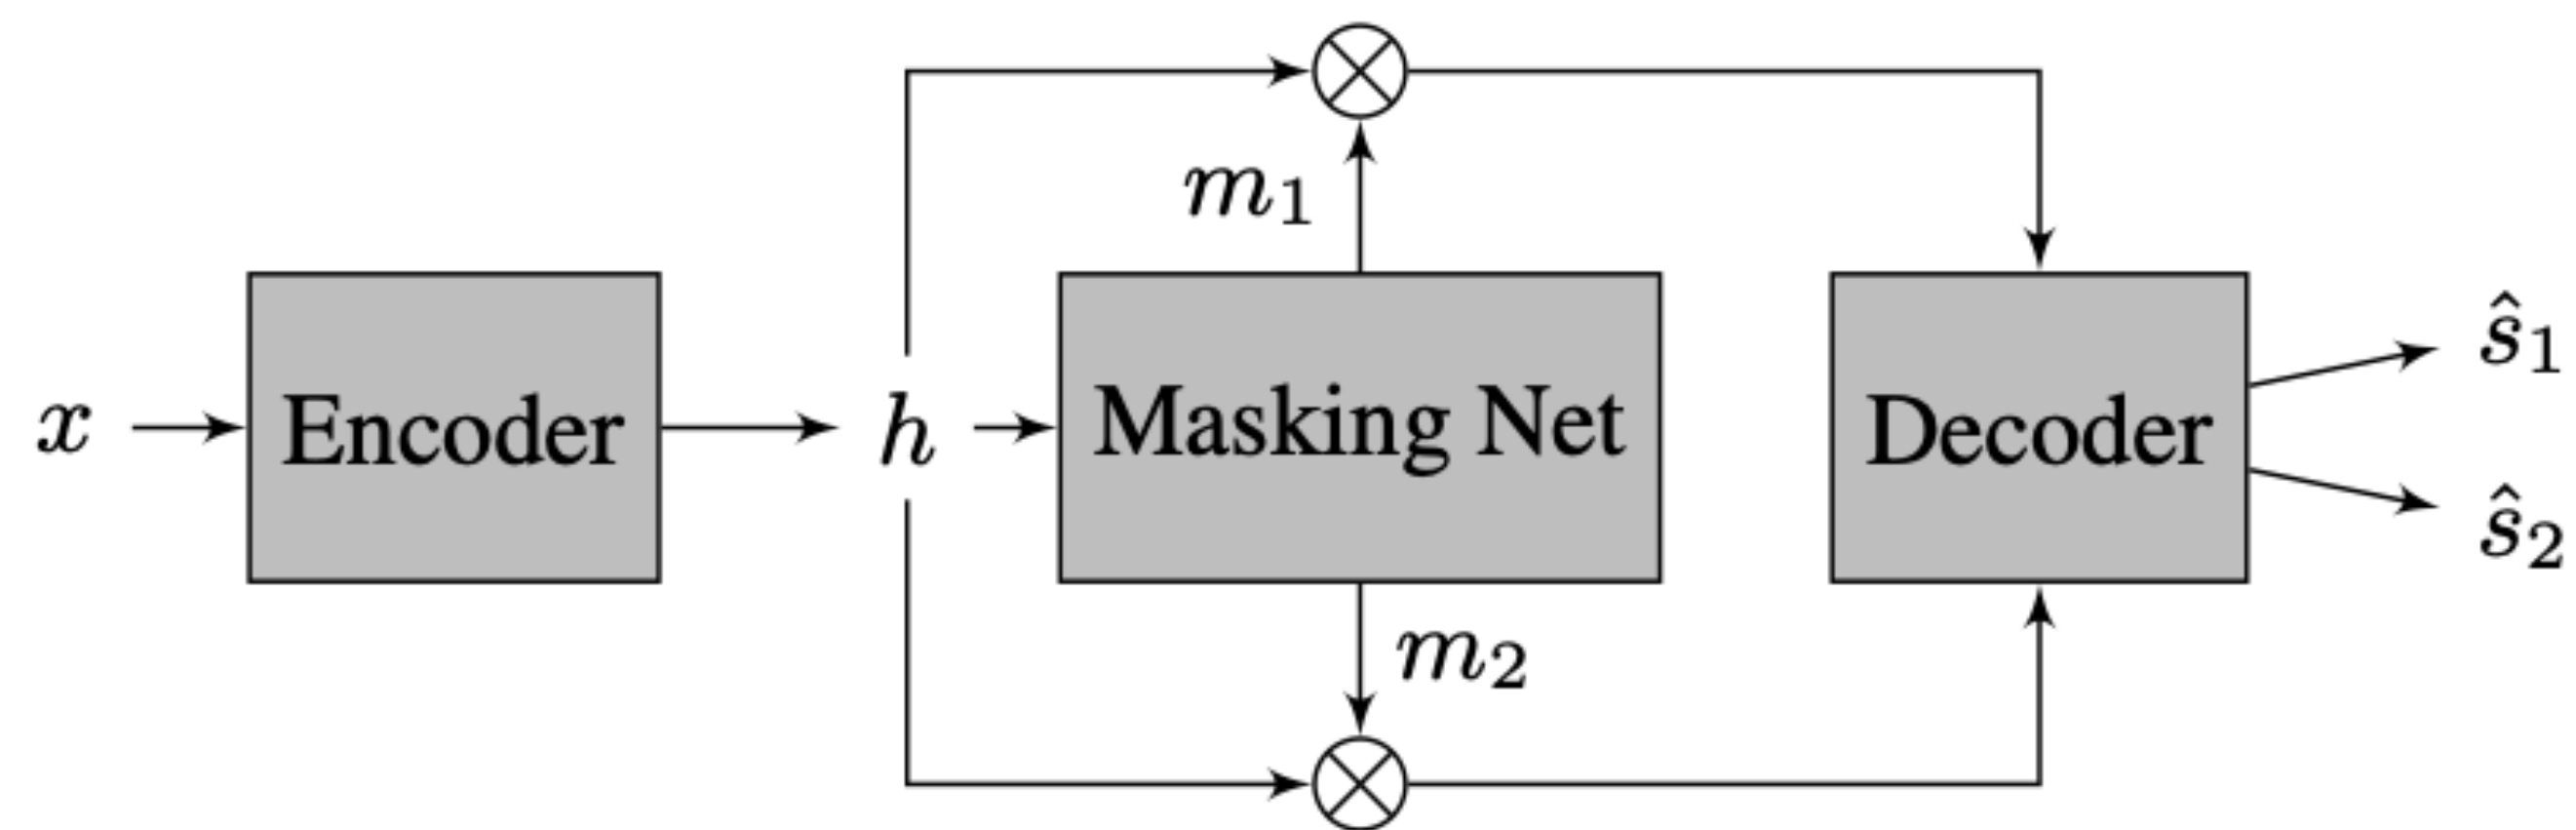 m₁
x Encoder h Masking Net Decoder ŝ₁
ŝ₂
m₂